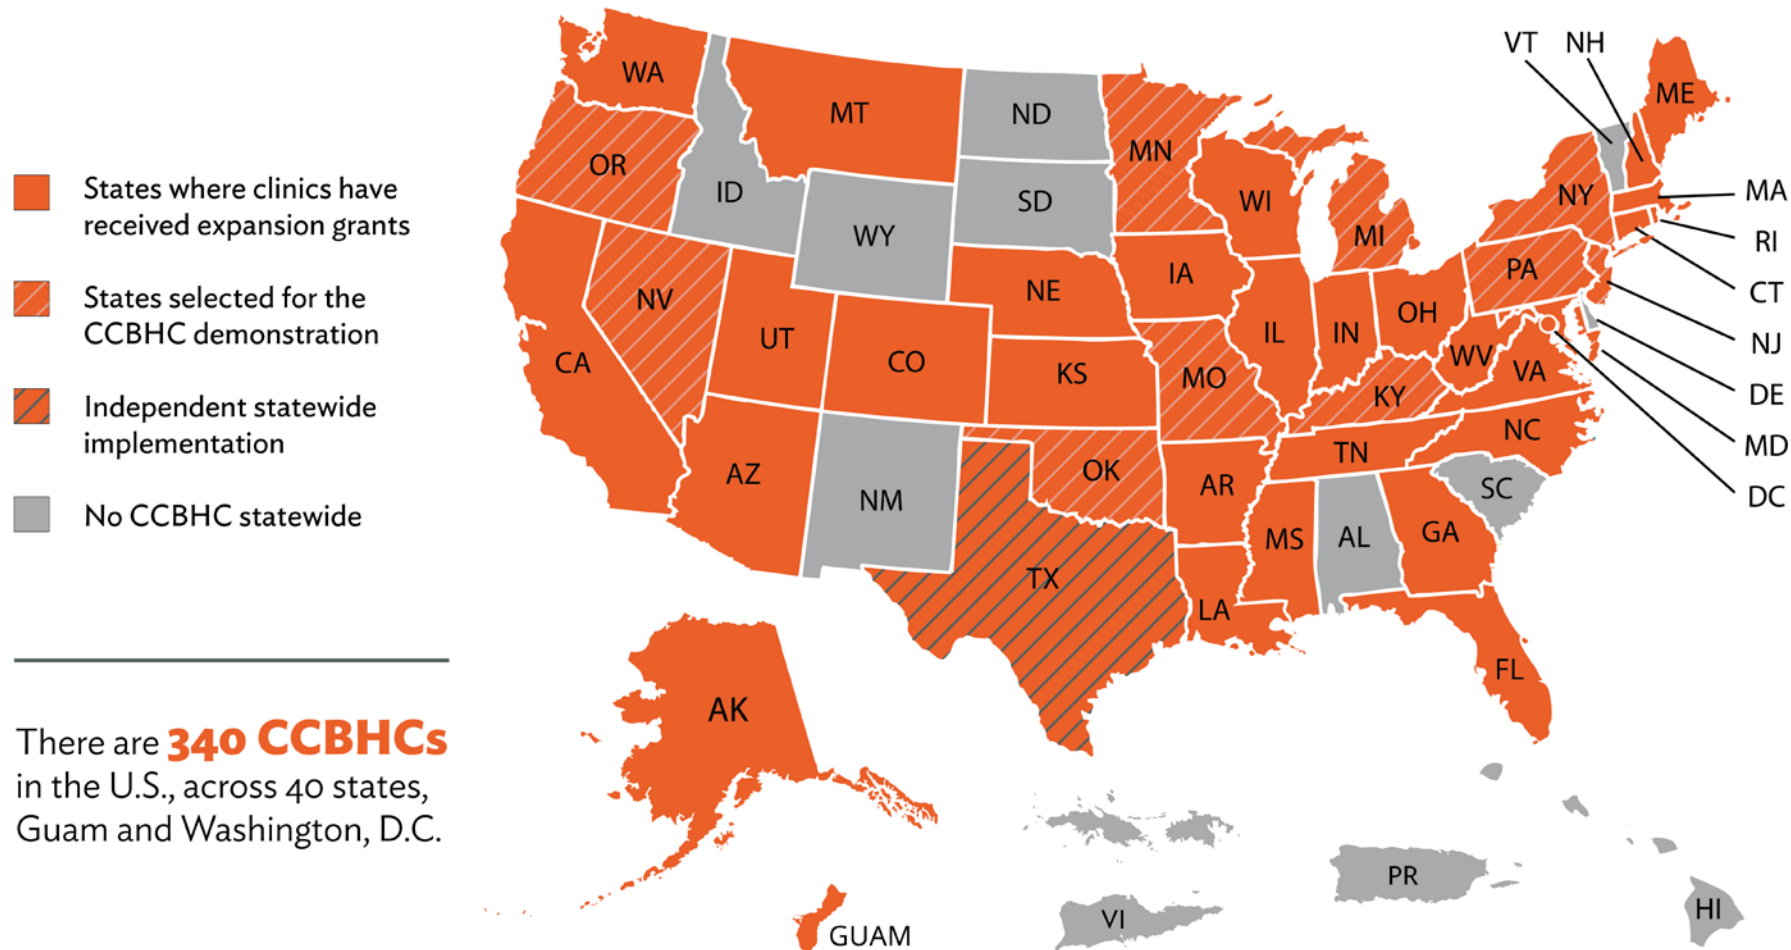 States where clinics have
received expansion grants
States selected for the
CCBHC demonstration
Independent statewide
implementation
No CCBHC statewide
There are 340 CCBHCs
in the U.S., across 40 states,
Guam and Washington, D.C.
VT NH
WA
MT
ND
MN
ME
OR
ID
SD
WI
NY
MA
WY
MI
RI
NV
NE
IA
PA
CT
UT
CO
KS
IL
IN
OH
NJ
CA
MO
KY
WV
VA
DE
AZ
NM
OK
AR
TN
NC
MD
SC
DC
TX
MS
AL
GA
LA
FL
AK
GUAM
VI
PR
HI